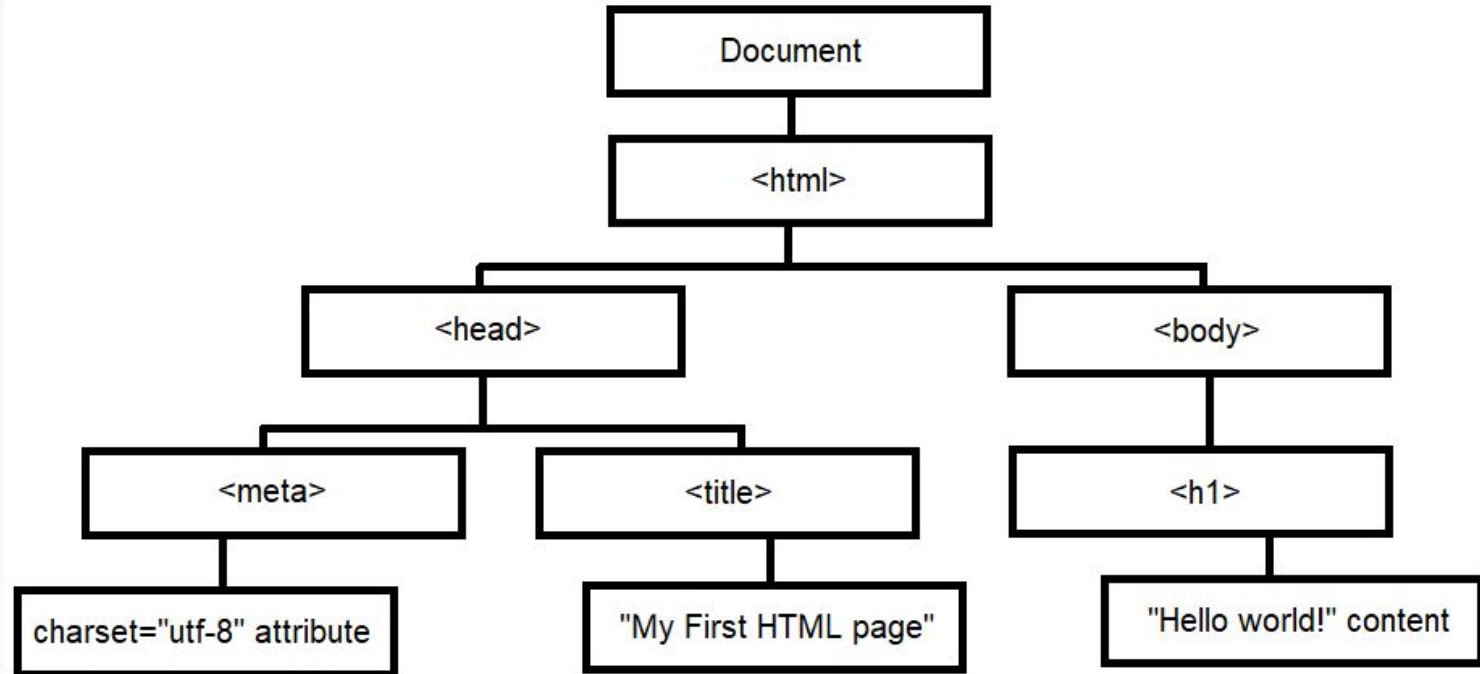 Document
<html>
<head>
<body>
<meta>
<title>
<h1>
charset="utf-8" attribute
"My First HTML page"
"Hello world!" content